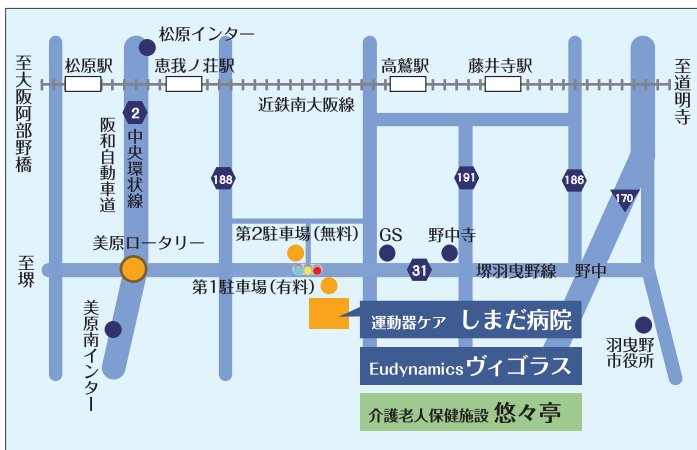 松原インター
至大阪阿部野橋
松原駅
恵我ノ荘駅
高鷲駅
藤井寺駅
至道明寺
近鉄南大阪線
2
阪和自動車道
中央環状線
188
191
186
170
美原ロータリー
第2駐車場(無料)
GS
野中寺
至堺
31
堺羽曳野線
野中
第1駐車場(有料)
美原南インター
運動器ケア しまだ病院
Eudynamics ヴィゴラス
介護老人保健施設 悠々亭
羽曳野
市役所